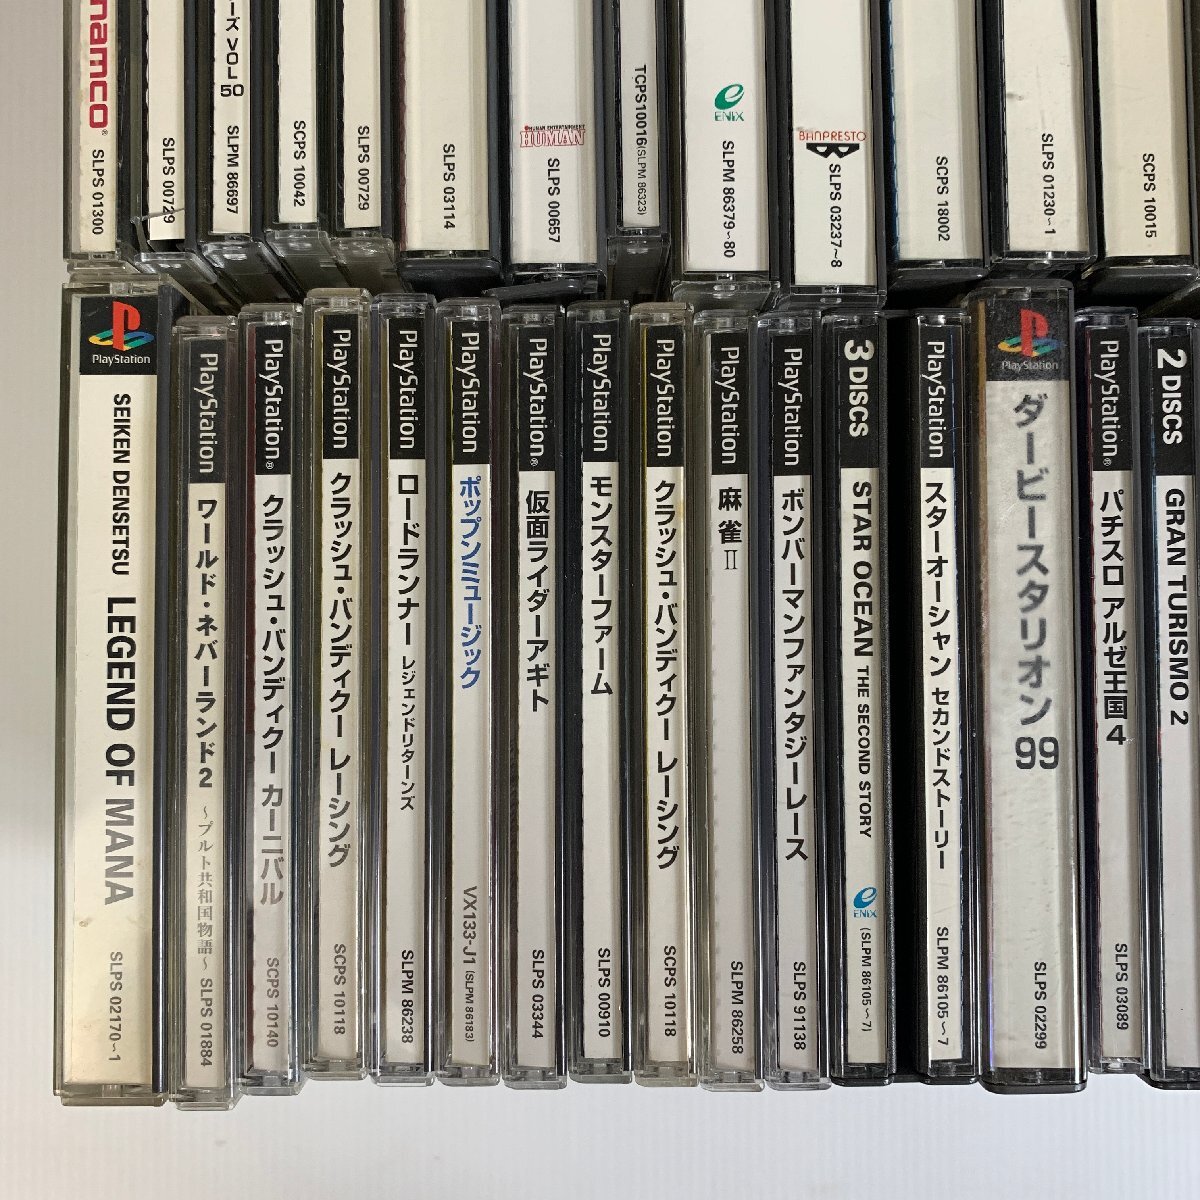 namco
SLPS 01300
SLPS 00729
ーズ VOL 50
SLPM 86697
SCPS 10042
SLPS 00729
SLPS 03114
HUMAN ENTERTAINMENT
HUMAN
SLPS 00657
TCPS10016(SLPM 86323)
ENIX
SLPM 86379~80
BANPRESTO
SLPS 03237~8
SCPS 18002
SLPS 01230~1
SCPS 10015
PlayStation
SEIKEN DENSETSU LEGEND OF MANA
SLPS 02170~1
PlayStation
ワールド・ネバーランド2 ～プルト共和国物語～
SLPS 01884
PlayStation®
クラッシュ・バンディクー カーニバル
SCPS 10140
PlayStation
クラッシュ・バンディクー レーシング
SCPS 10118
PlayStation
ロードランナー レジェンドリターンズ
SLPM 86238
PlayStation
ポップンミュージック
VX133-J1 (SLPM 86183)
PlayStation®
仮面ライダーアギト
SLPS 03344
PlayStation
モンスターファーム
SLPS 00910
PlayStation
クラッシュ・バンディクー レーシング
SCPS 10118
PlayStation
麻雀II
SLPM 86258
PlayStation
ボンバーマンファンタジーレース
SLPS 91138
3 DISCS
STAR OCEAN THE SECOND STORY
ENIX
(SLPM 86105~7)
PlayStation
スターオーシャン セカンドストーリー
SLPM 86105~7
PlayStation
ダービースタリオン99
SLPS 02299
PlayStation®
パチスロ アルゼ王国4
SLPS 03089
2 DISCS
GRAN TURISMO 2